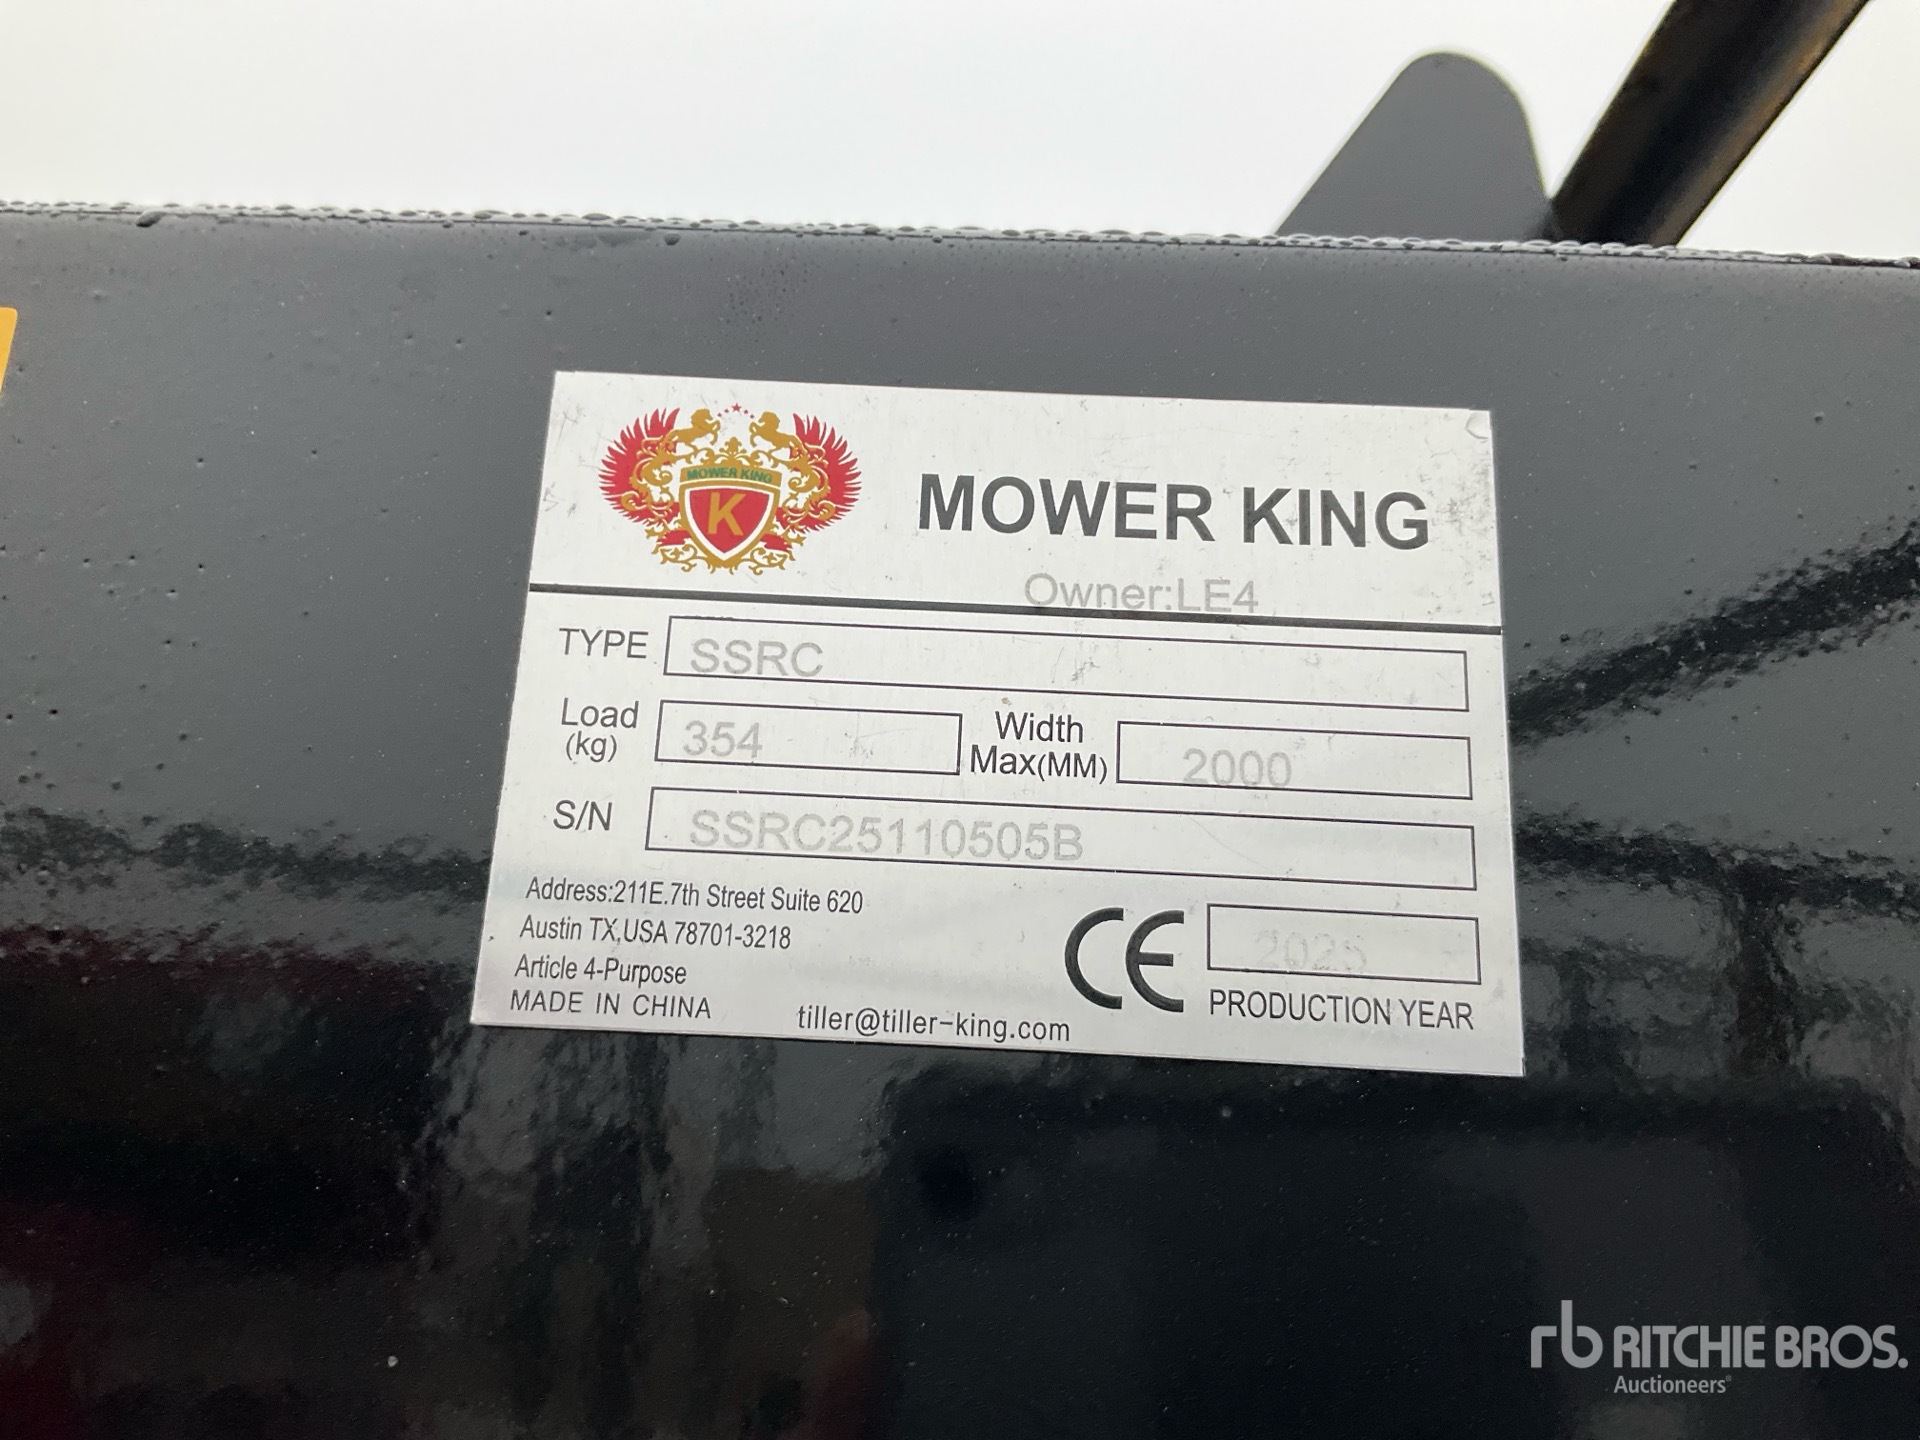 MOWER KING
K
MOWER KING
Owner:LE4
TYPE SSRC
Load (kg) 354 Width Max(MM) 2000
S/N SSRC25110505B
Address:211E.7th Street Suite 620
Austin TX,USA 78701-3218
Article 4-Purpose
MADE IN CHINA
tiller@tiller-king.com
CE
2025
PRODUCTION YEAR
rb RITCHIE BROS.
Auctioneers®